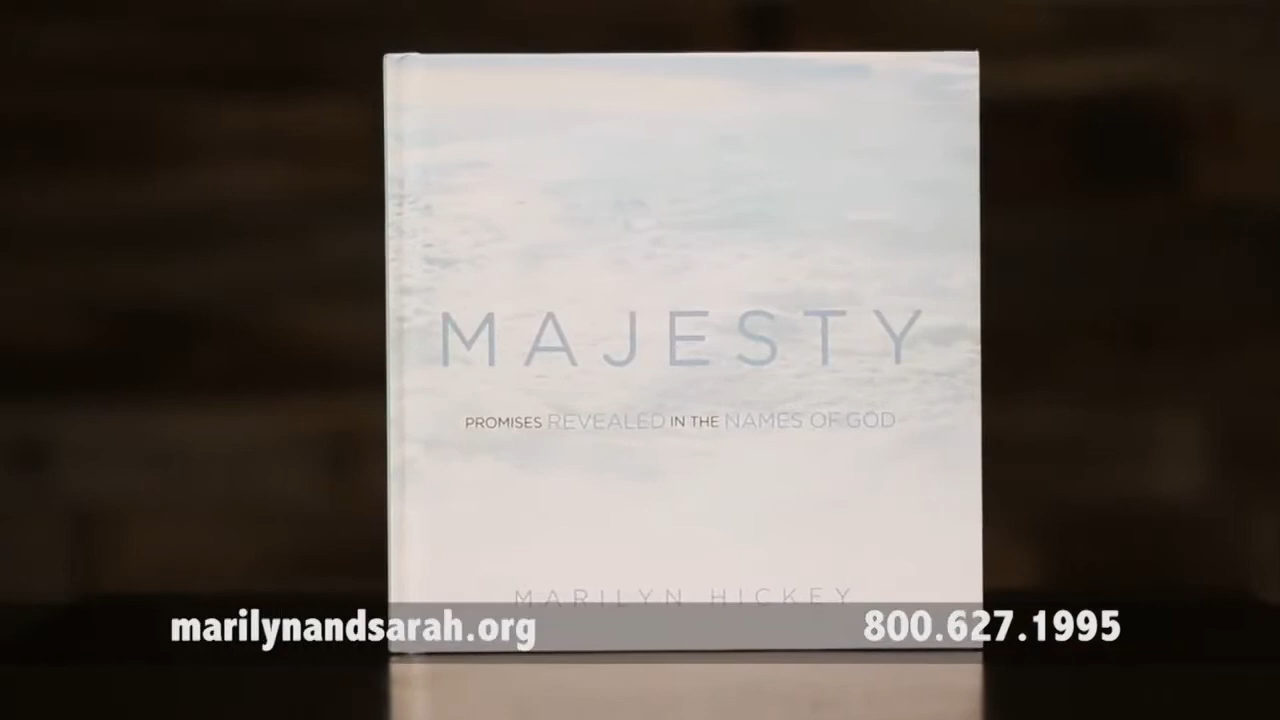 MAJESTY
PROMISES REVEALED IN THE NAMES OF GOD
MARILYN HICKEY
marilynandsarah.org 800.627.1995